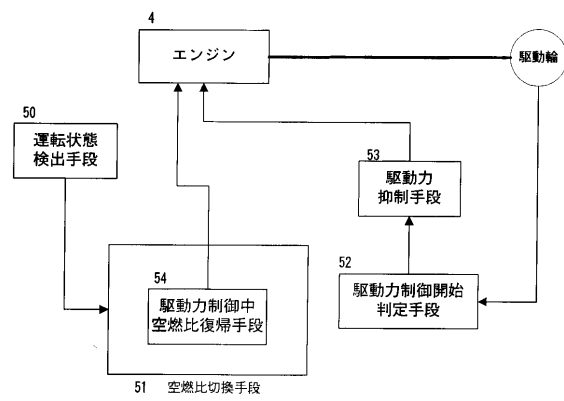 4
エンジン
駆動輪
50
運転状態
検出手段
53
駆動力
抑制手段
54
駆動力制御中
空燃比復帰手段
52
駆動力制御開始
判定手段
51 空燃比切換手段